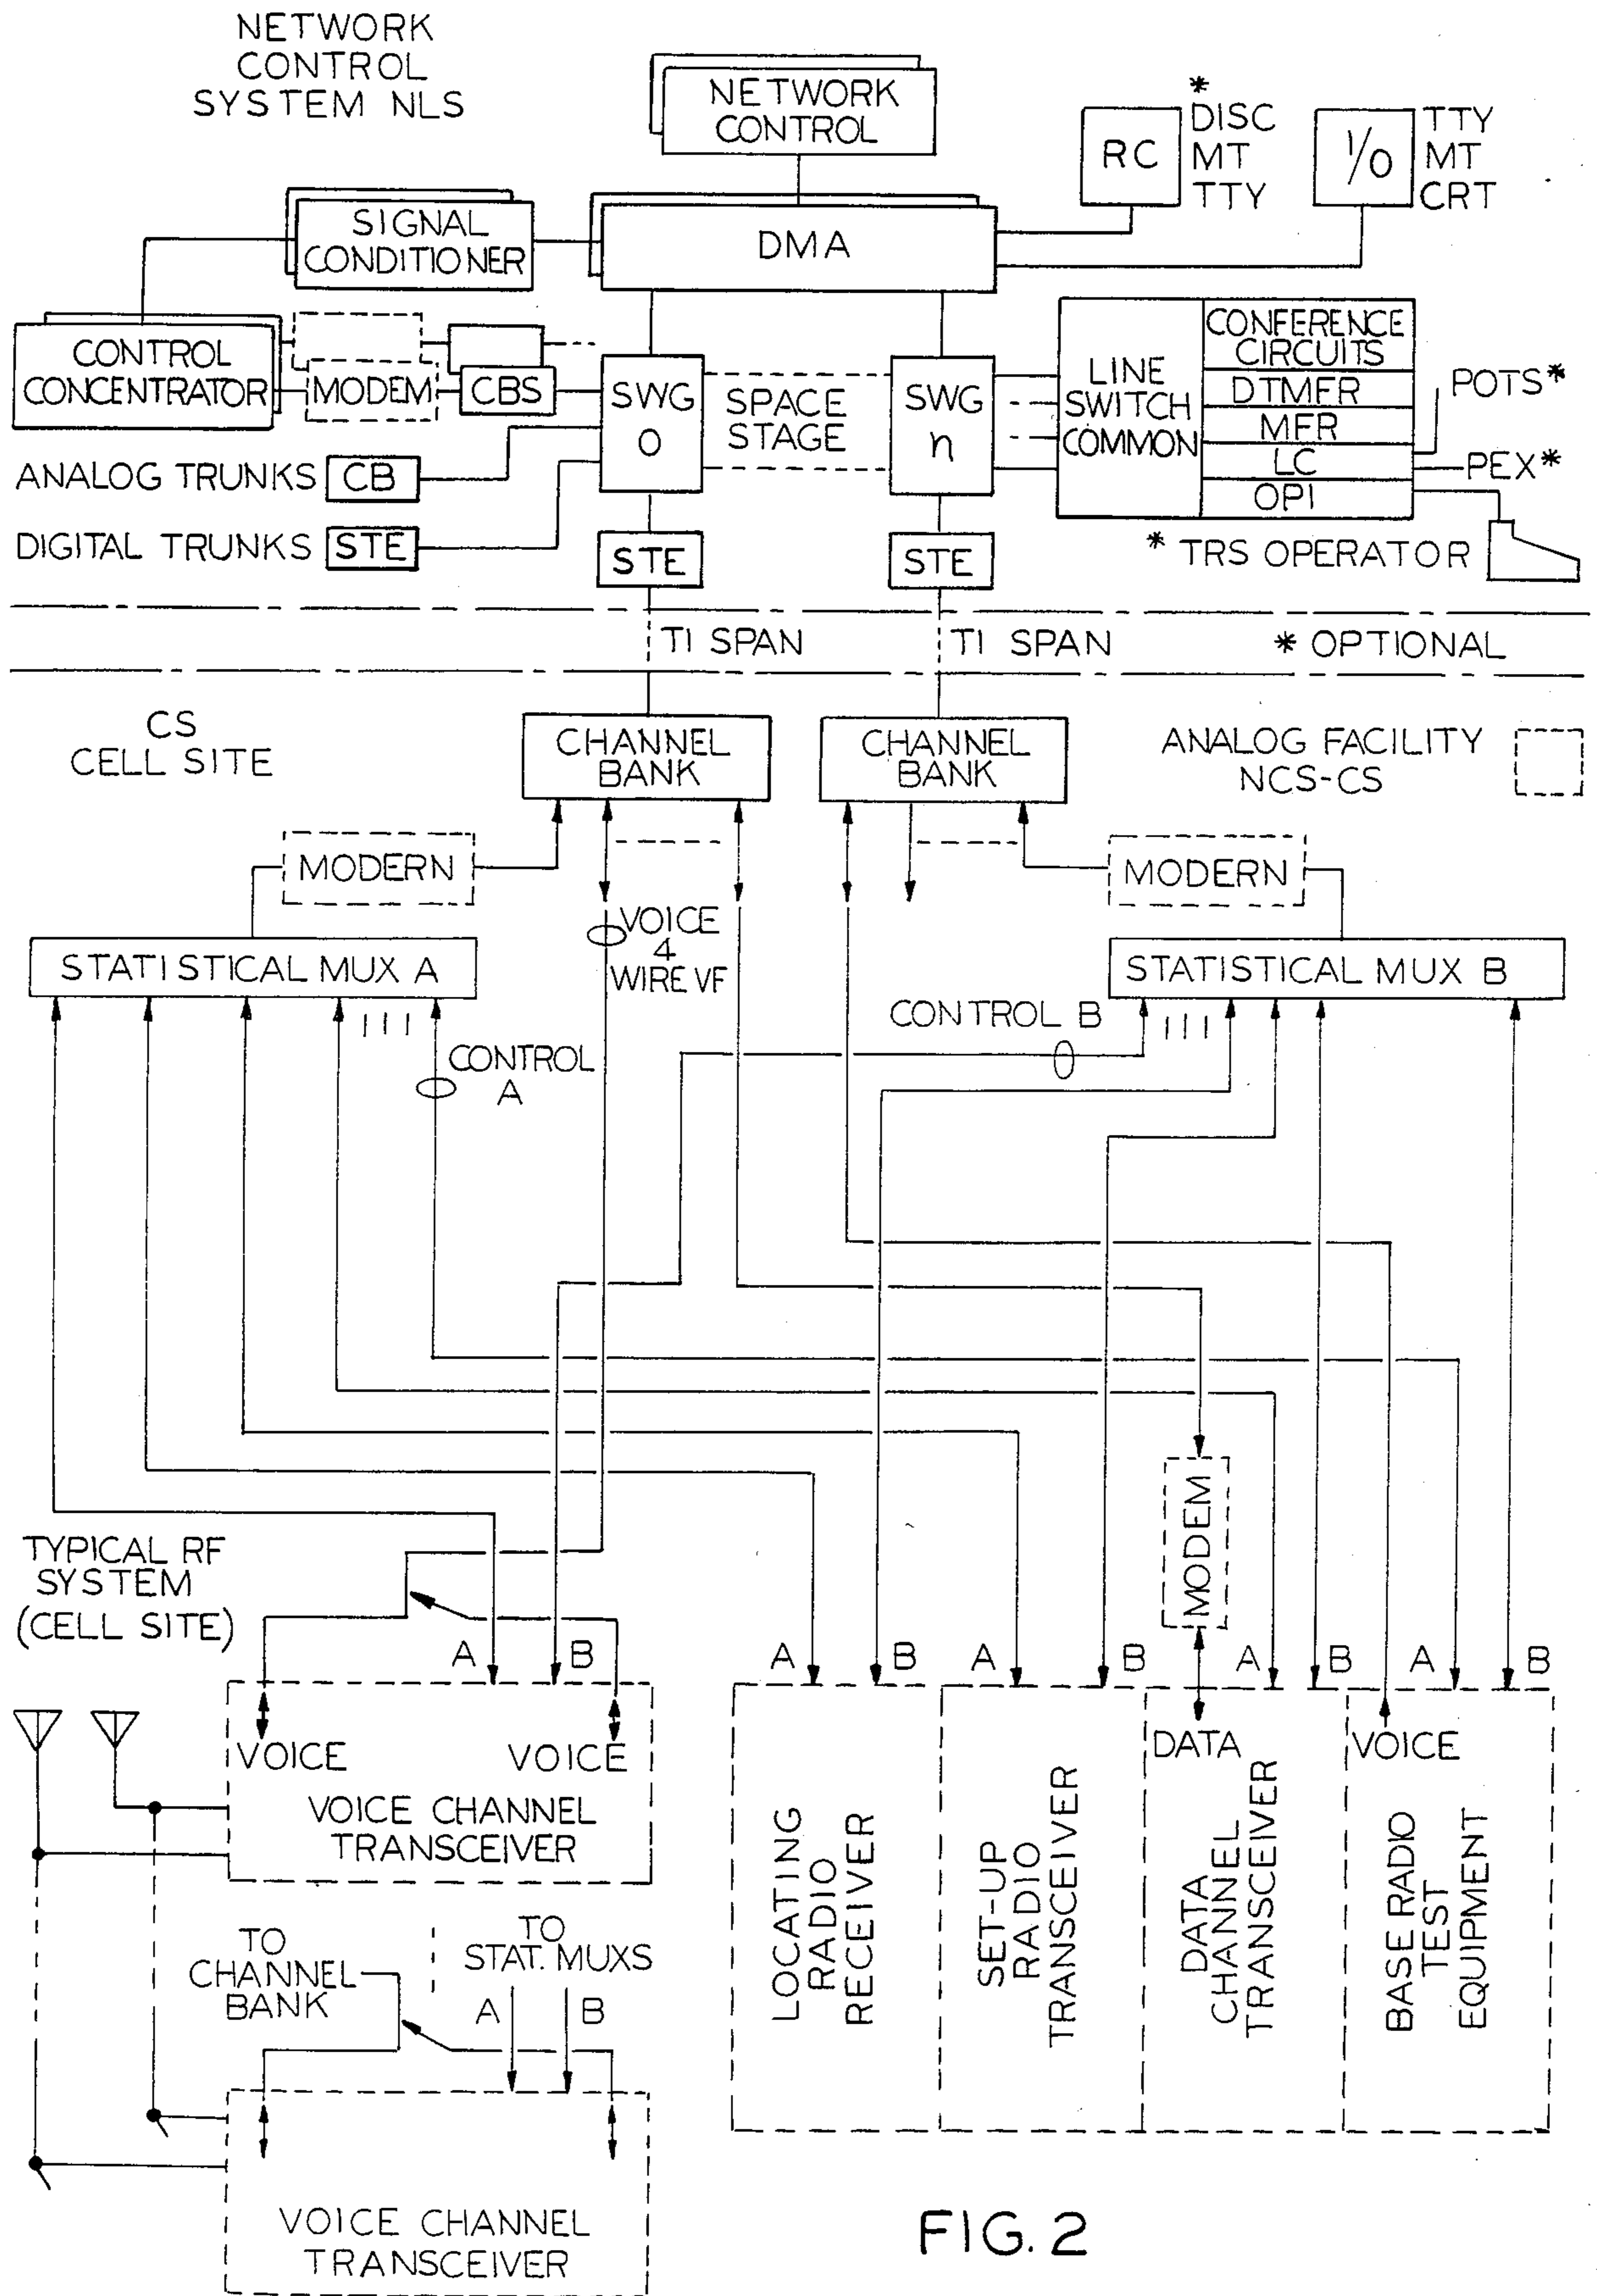 NETWORK
CONTROL
SYSTEM NLS
NETWORK
CONTROL
RC
*
DISC
MT
TTY
I/O
TTY
MT
CRT
SIGNAL
CONDITIONER
DMA
CONTROL
CONCENTRATOR
MODEM
CBS
SWG
0
SPACE
STAGE
SWG
n
LINE
SWITCH
COMMON
CONFERENCE
CIRCUITS
DTMFR
MFR
LC
OPI
POTS*
PEX*
ANALOG TRUNKS
CB
DIGITAL TRUNKS
STE
STE
STE
* TRS OPERATOR
T1 SPAN
T1 SPAN
* OPTIONAL
CS
CELL SITE
CHANNEL
BANK
CHANNEL
BANK
ANALOG FACILITY
NCS-CS
MODERN
MODERN
VOICE
4
WIRE VF
STATISTICAL MUX A
STATISTICAL MUX B
CONTROL B
CONTROL
A
TYPICAL RF
SYSTEM
(CELL SITE)
MODEM
A
B
A
B
A
B
A
B
A
B
VOICE
VOICE
DATA
VOICE
VOICE CHANNEL
TRANSCEIVER
LOCATING
RADIO
RECEIVER
SET-UP
RADIO
TRANSCEIVER
DATA
CHANNEL
TRANSCEIVER
BASE RADIO
TEST
EQUIPMENT
TO
CHANNEL
BANK
TO
STAT. MUXS
A
B
VOICE CHANNEL
TRANSCEIVER
FIG. 2